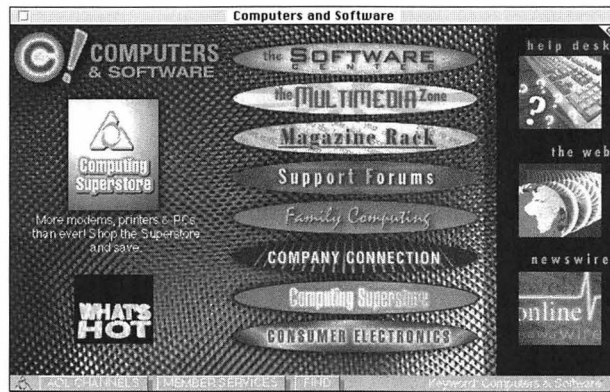 Computers and Software
C!
COMPUTERS
& SOFTWARE
Computing
Superstore
More modems, printers & PCs
than ever! Shop the Superstore
and save.
WHAT'S
HOT
the SOFTWARE
CENTER
the MULTIMEDIA Zone
Magazine Rack
Support Forums
Family Computing
COMPANY CONNECTION
Computing Superstore
CONSUMER ELECTRONICS
help desk
? ? ?
the web
newswire
online
AOL CHANNELS
MEMBER SERVICES
FIND
Keyword: Computers & Software